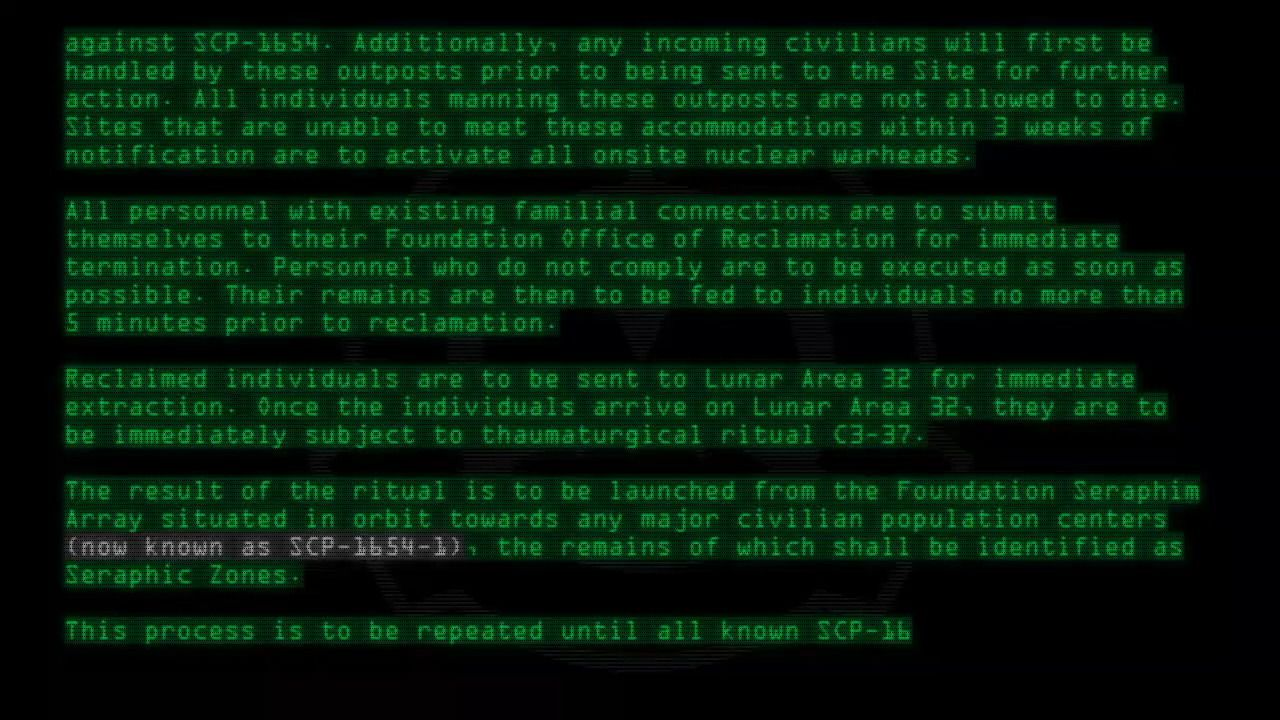 against SCP-1654. Additionally, any incoming civilians will first be
handled by these outposts prior to being sent to the Site for further
action. All individuals manning these outposts are not allowed to die.
Sites that are unable to meet these accommodations within 3 weeks of
notification are to activate all onsite nuclear warheads.
All personnel with existing familial connections are to submit
themselves to their Foundation Office of Reclamation for immediate
termination. Personnel who do not comply are to be executed as soon as
possible. Their remains are then to be fed to individuals no more than
5 minutes prior to reclamation.
Reclaimed individuals are to be sent to Lunar Area 32 for immediate
extraction. Once the individuals arrive on Lunar Area 32, they are to
be immediately subject to thaumaturgical ritual C3-37.
The result of the ritual is to be launched from the Foundation Seraphim
Array situated in orbit towards any major civilian population centers
(now known as SCP-1654-1), the remains of which shall be identified as
Seraphic Zones.
This process is to be repeated until all known SCP-16